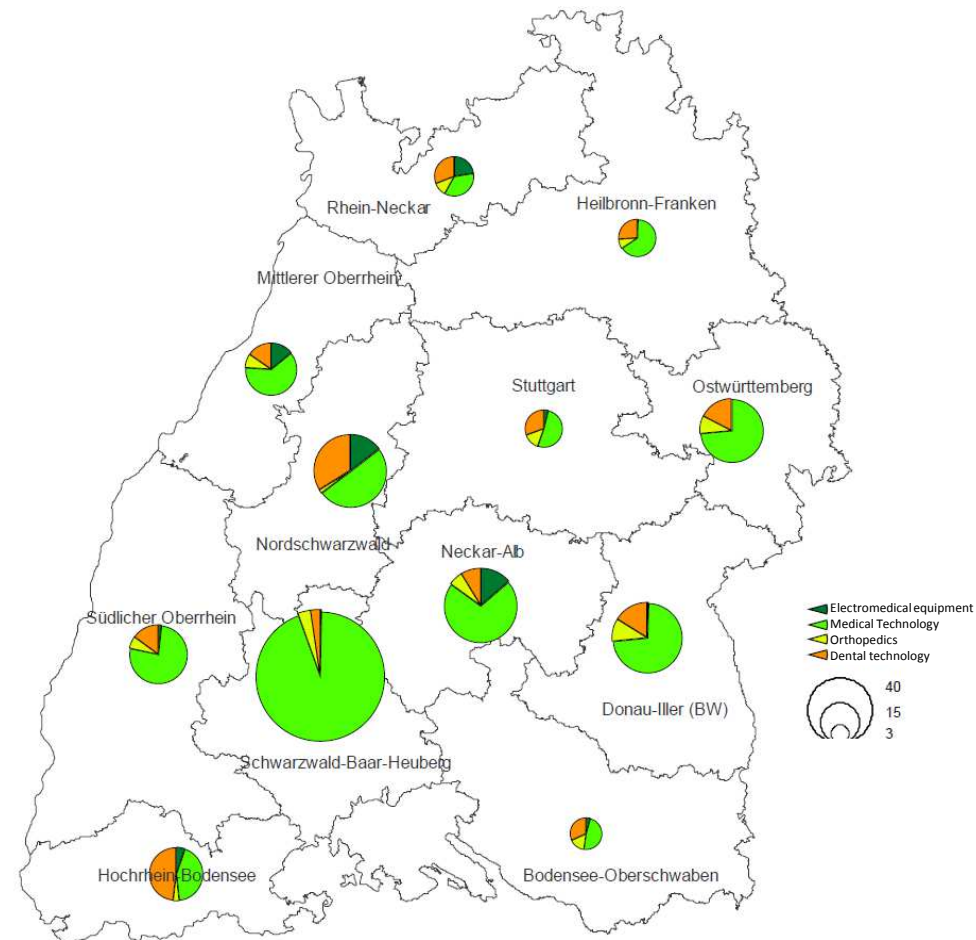 Rhein-Neckar
Heilbronn-Franken
Mittlerer Oberrhein
Stuttgart
Ostwürttemberg
Nordschwarzwald
Neckar-Alb
Südlicher Oberrhein
Electromedical equipment
Medical Technology
Orthopedics
Dental technology
40
15
3
Donau-Iller (BW)
Schwarzwald-Baar-Heuberg
Hochrhein-Bodensee
Bodensee-Oberschwaben